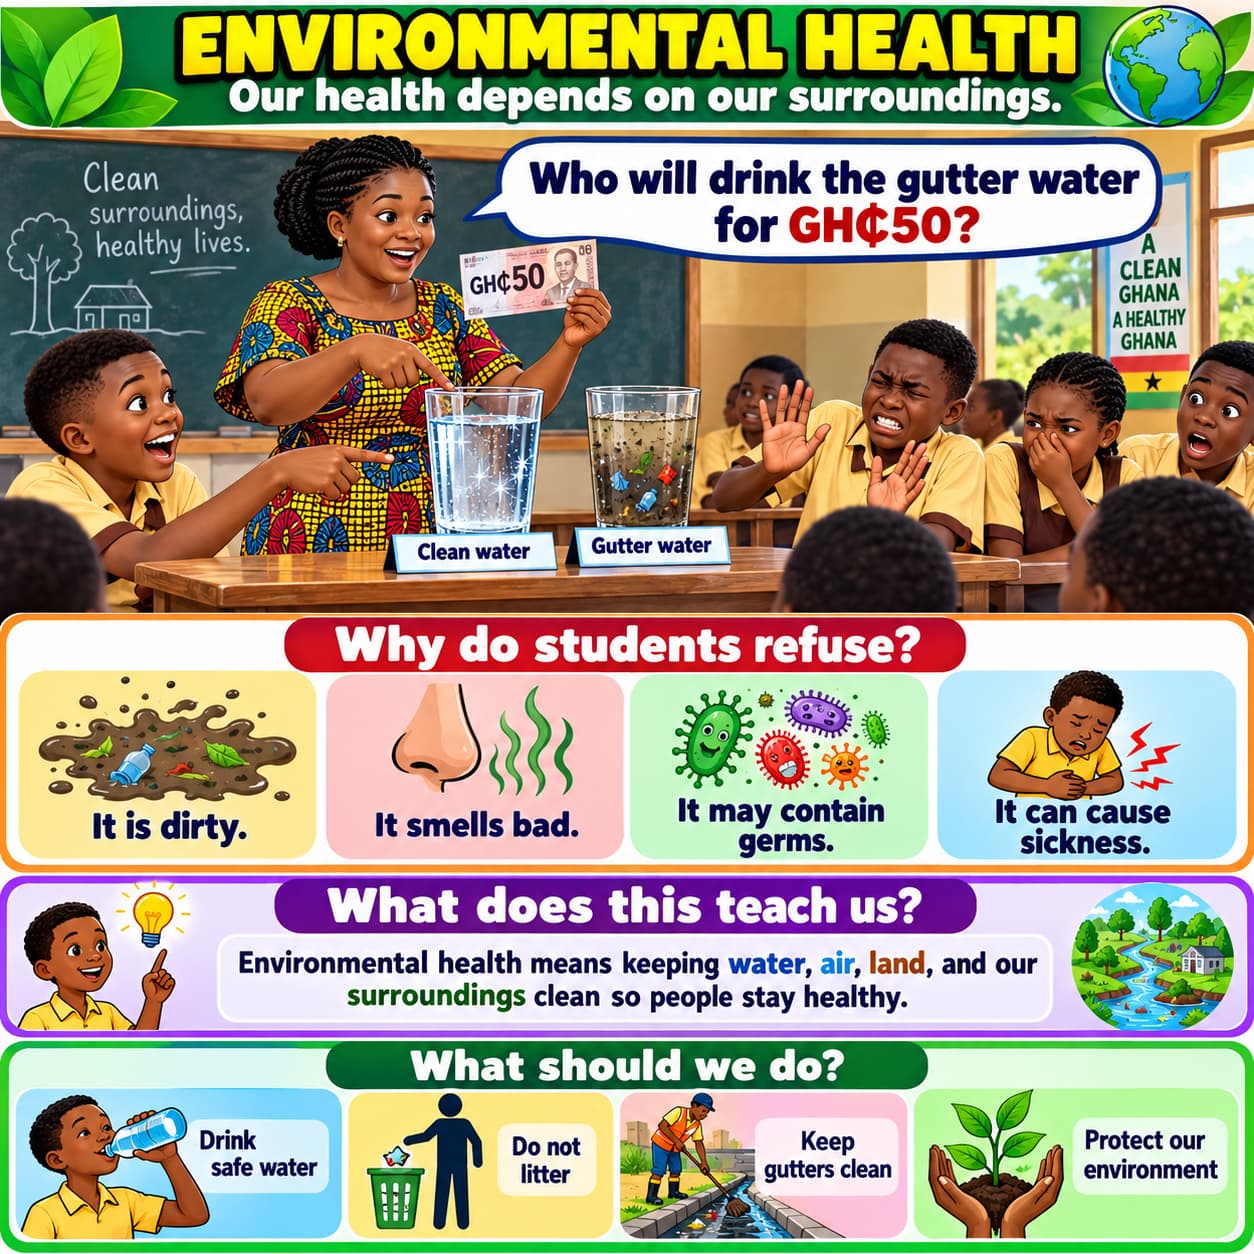 ENVIRONMENTAL HEALTH
Our health depends on our surroundings.
Clean
surroundings,
healthy lives.
Who will drink the gutter water
for GH₵50?
GH₵50
A
CLEAN
GHANA
A HEALTHY
GHANA
Clean water
Gutter water
Why do students refuse?
It is dirty.
It smells bad.
It may contain
germs.
It can cause
sickness.
What does this teach us?
Environmental health means keeping water, air, land, and our
surroundings clean so people stay healthy.
What should we do?
Drink
safe water
Do not
litter
Keep
gutters clean
Protect our
environment